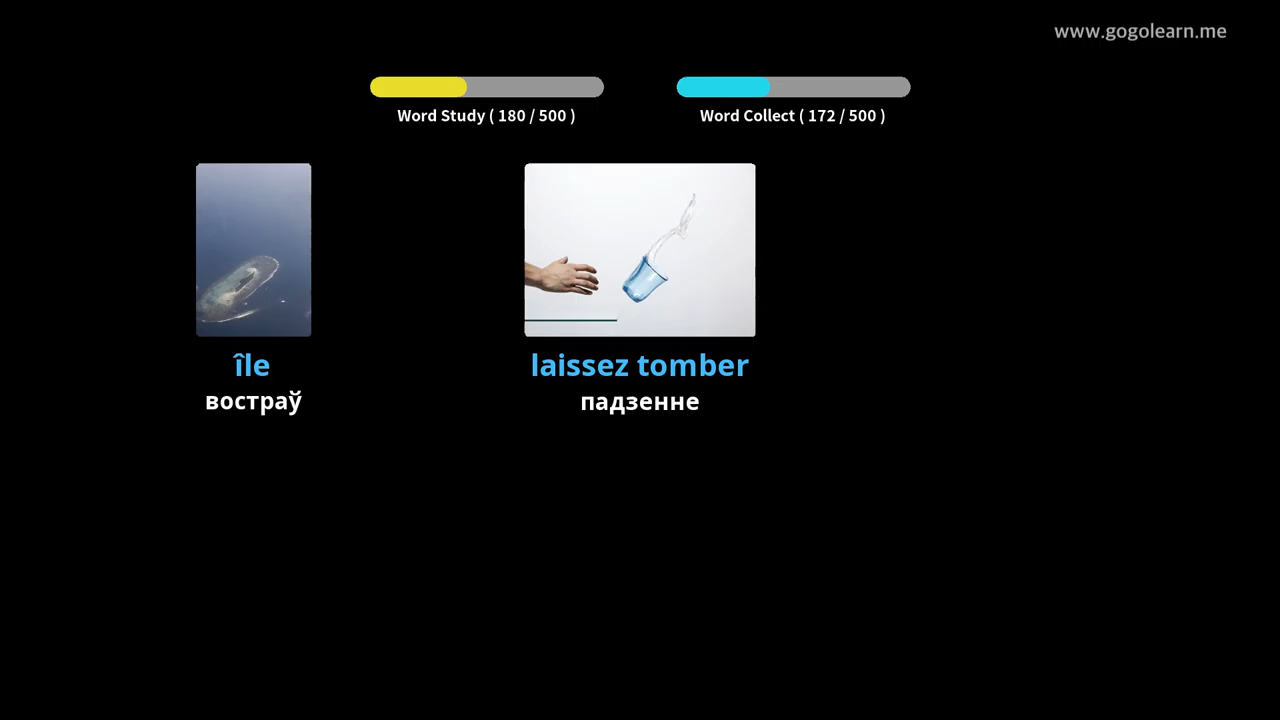 www.gogolearn.me
Word Study ( 180 / 500 )
Word Collect ( 172 / 500 )
île
востраў
laissez tomber
падзенне